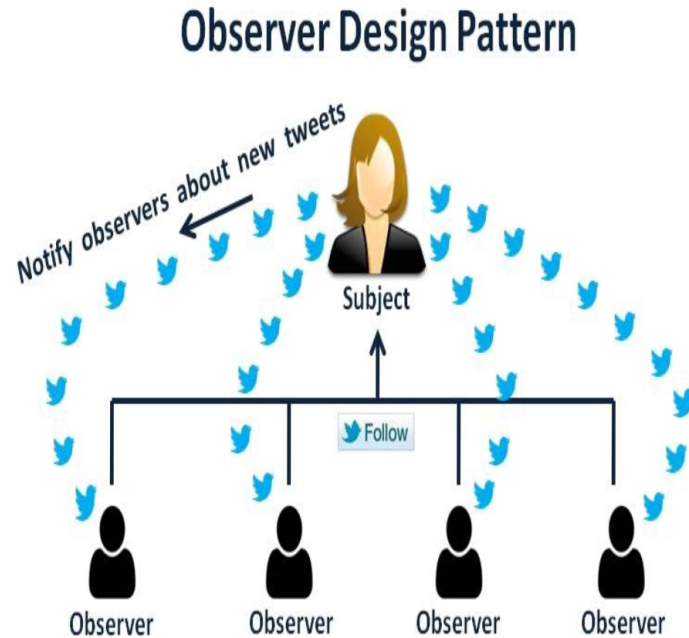 Observer Design Pattern
Notify observers about new tweets
Subject
Follow
Observer
Observer
Observer
Observer